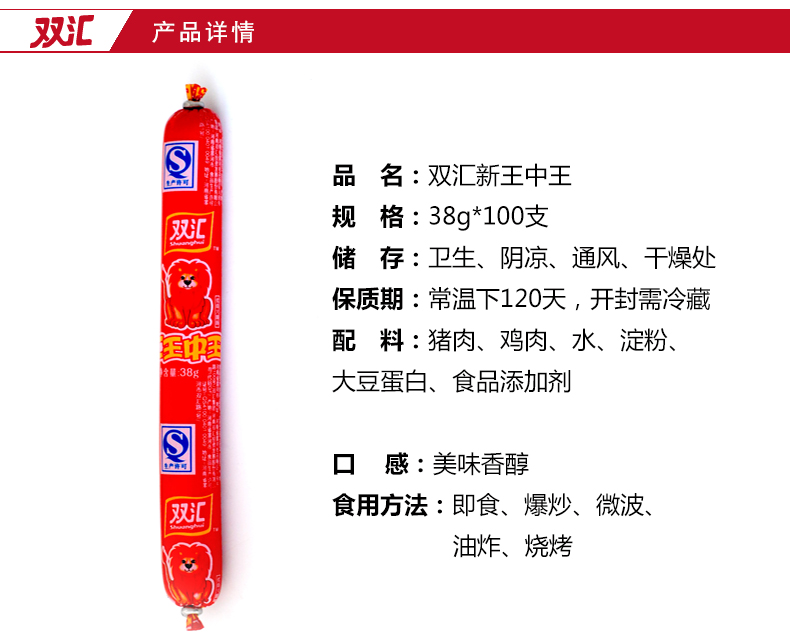 双汇 产品详情
品 名：双汇新王中王
规 格：38g*100支
储 存：卫生、阴凉、通风、干燥处
保质期：常温下120天，开封需冷藏
配 料：猪肉、鸡肉、水、淀粉、
大豆蛋白、食品添加剂
口 感：美味香醇
食用方法：即食、爆炒、微波、
油炸、烧烤
生产许可
双汇
Shuanghui
TM
王中王
净含量:38g
生产许可
双汇
Shuanghui
TM